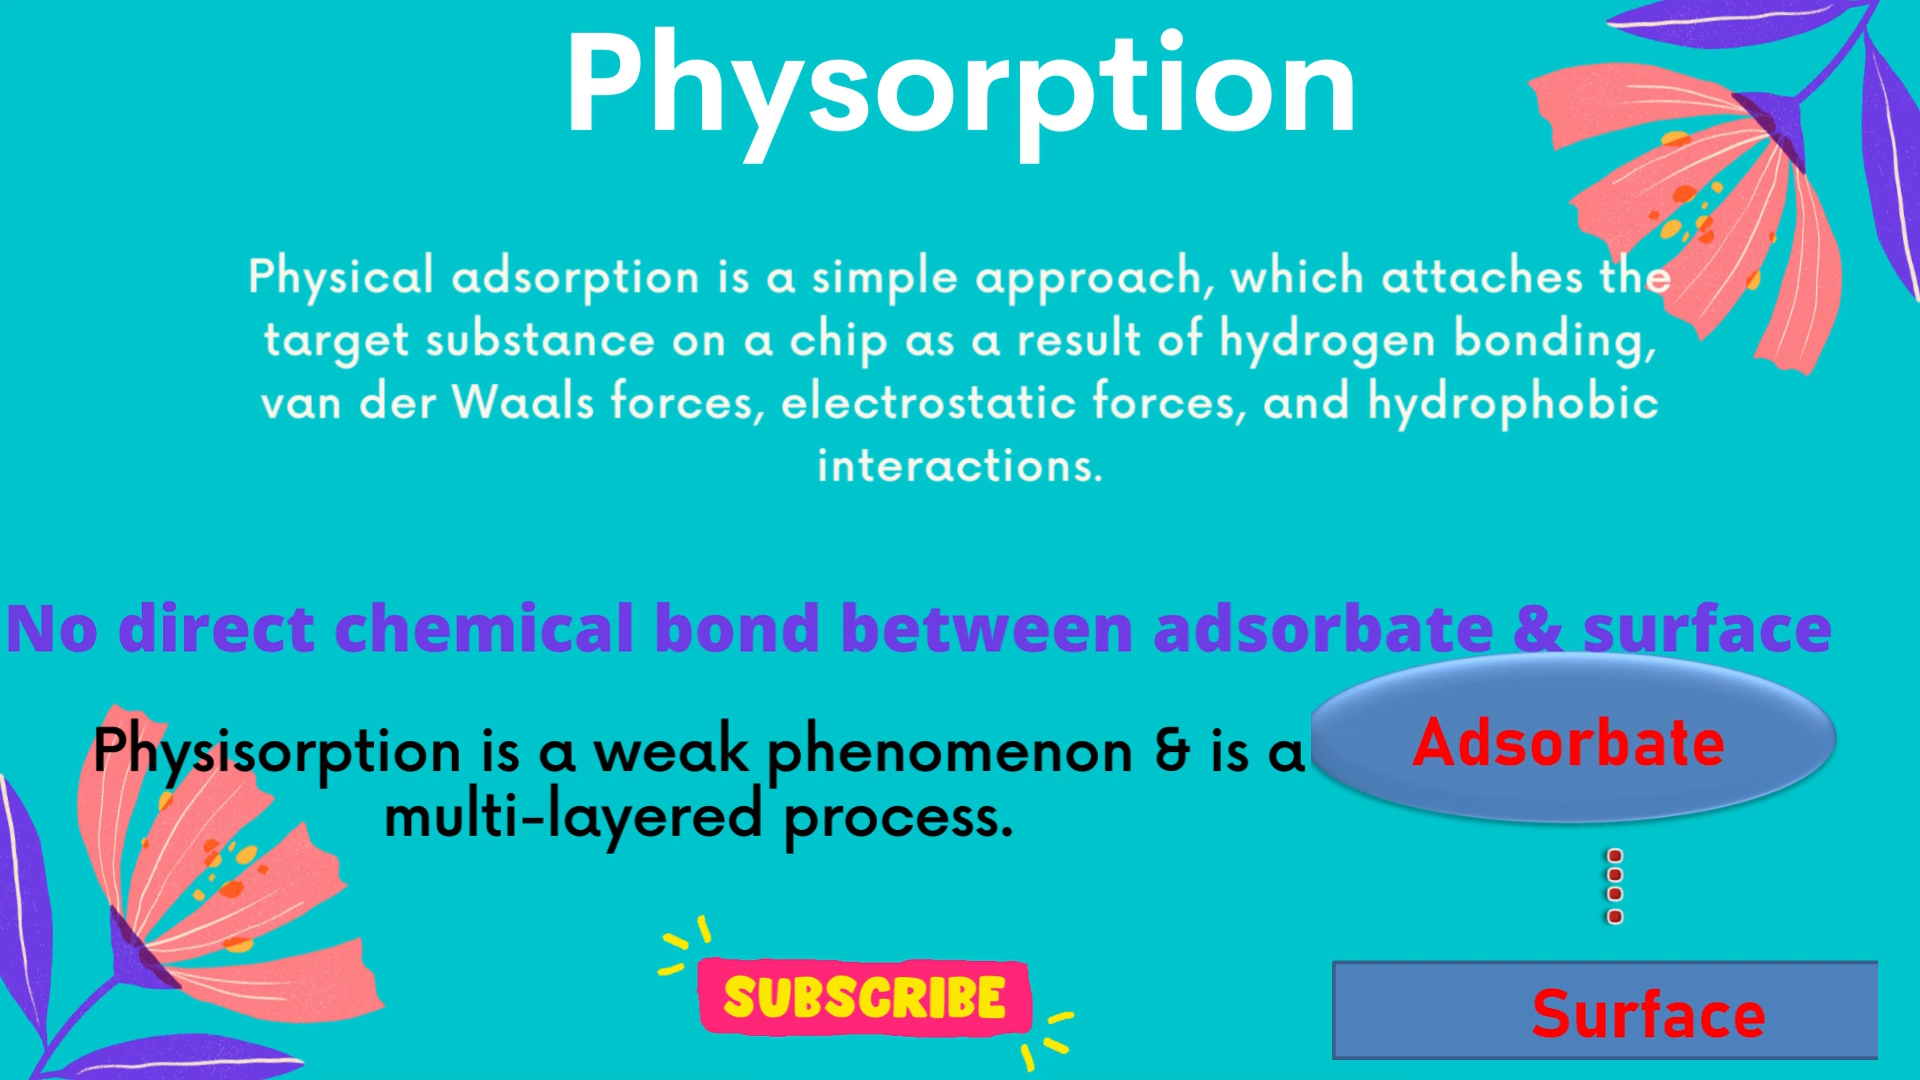 Physorption
Physical adsorption is a simple approach, which attaches the
target substance on a chip as a result of hydrogen bonding,
van der Waals forces, electrostatic forces, and hydrophobic
interactions.
No direct chemical bond between adsorbate & surface
Physisorption is a weak phenomenon & is a
multi-layered process.
Adsorbate
SUBSCRIBE
Surface